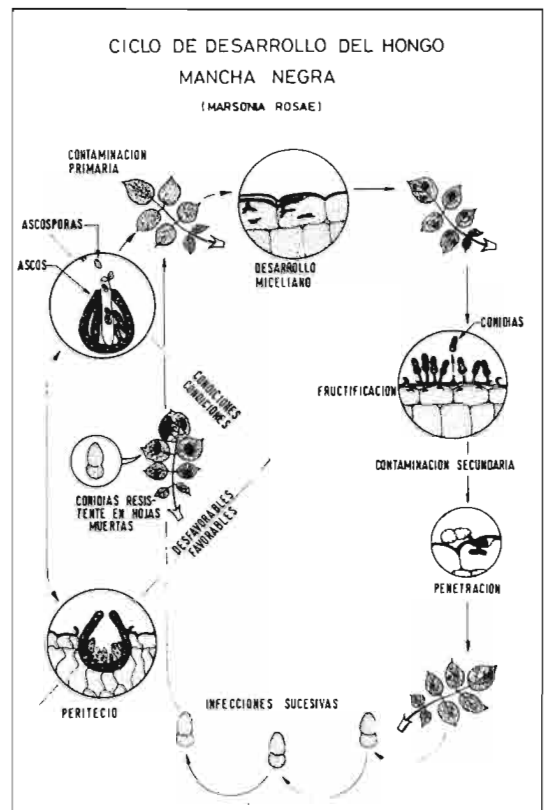 CICLO DE DESARROLLO DEL HONGO
MANCHA NEGRA
(MARSONIA ROSAE)
CONTAMINACION
PRIMARIA
ASCOSPORAS
ASCOS
DESARROLLO
MICELIANO
CONIDIAS
FRUCTIFICACION
CONTAMINACION SECUNDARIA
CONDICIONES
CONDICIONES
CONIDIAS RESIS-
TENTE EN HOJAS
MUERTAS
DESFAVORABLES
FAVORABLES
PENETRACION
PERITECIO
INFECCIONES SUCESIVAS